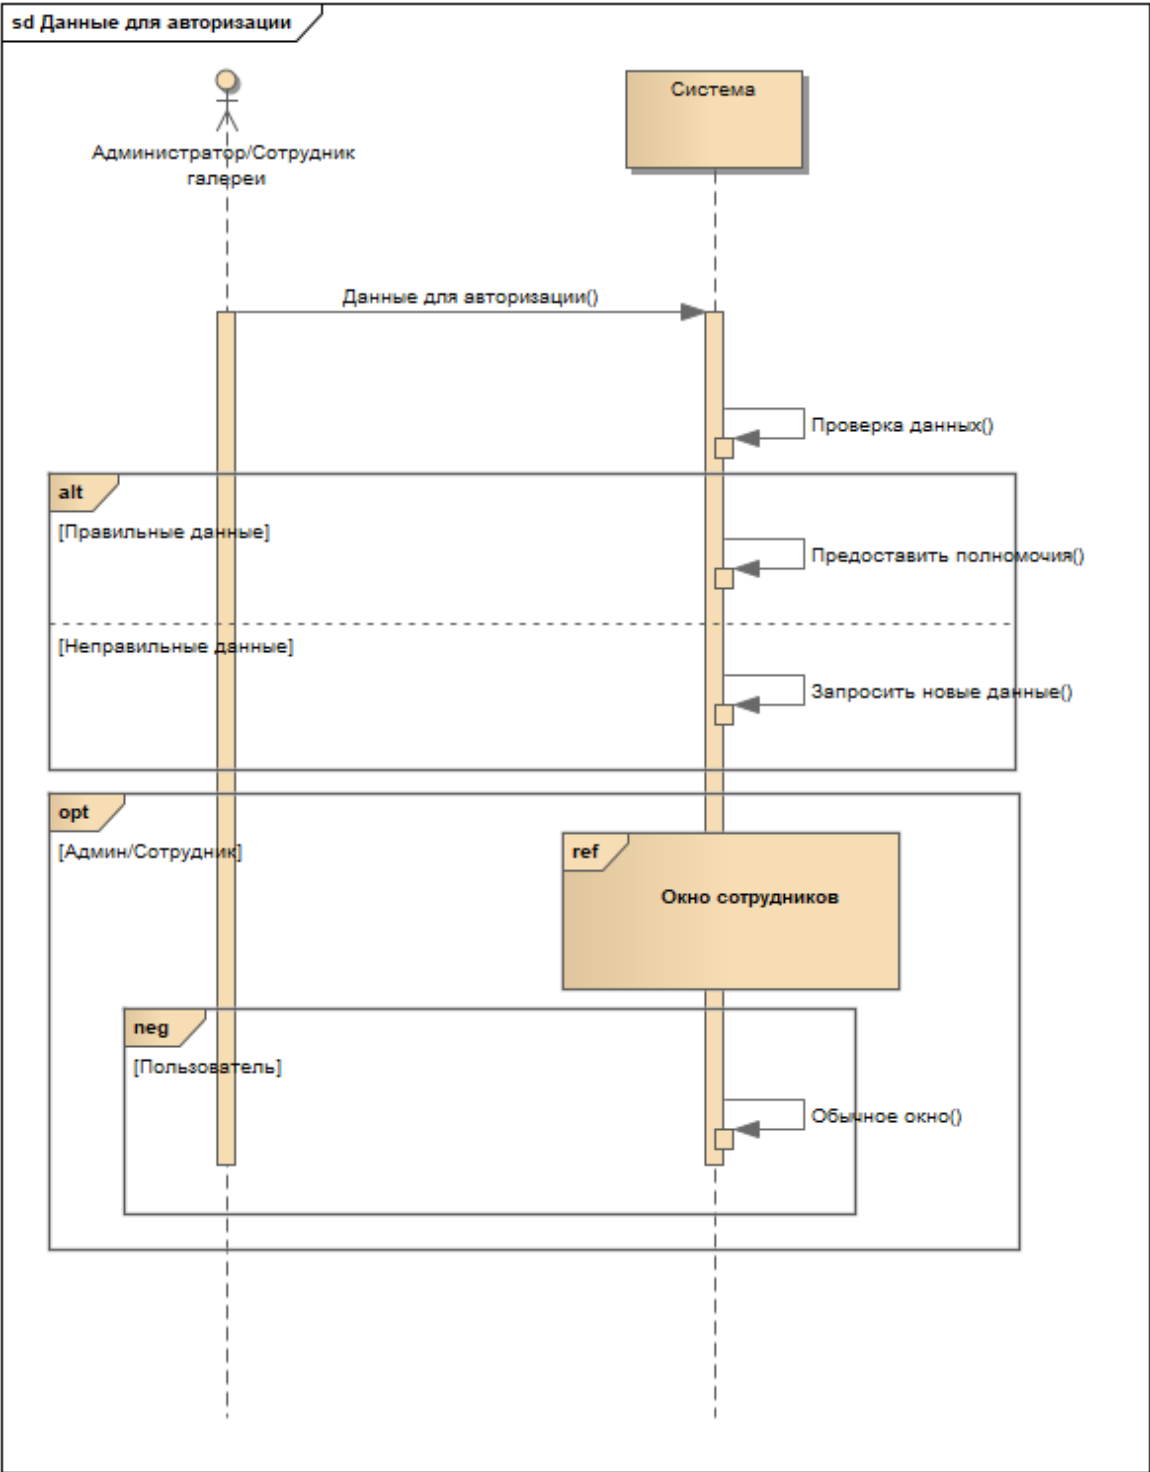 sd Данные для авторизации
Администратор/Сотрудник
галереи
Система
Данные для авторизации()
Проверка данных()
alt
[Правильные данные]
Предоставить полномочия()
[Неправильные данные]
Запросить новые данные()
opt
[Админ/Сотрудник]
ref
Окно сотрудников
neg
[Пользователь]
Обычное окно()